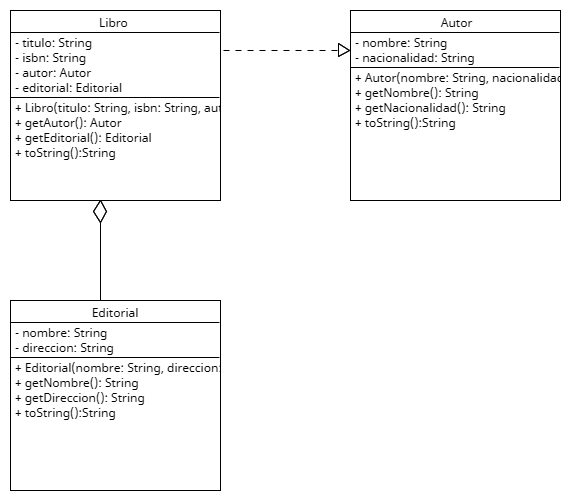 Libro
- titulo: String
- isbn: String
- autor: Autor
- editorial: Editorial
+ Libro(titulo: String, isbn: String, aut
+ getAutor(): Autor
+ getEditorial(): Editorial
+ toString():String
Autor
- nombre: String
- nacionalidad: String
+ Autor(nombre: String, nacionalidad
+ getNombre(): String
+ getNacionalidad(): String
+ toString():String
Editorial
- nombre: String
- direccion: String
+ Editorial(nombre: String, direccion:
+ getNombre(): String
+ getDireccion(): String
+ toString():String